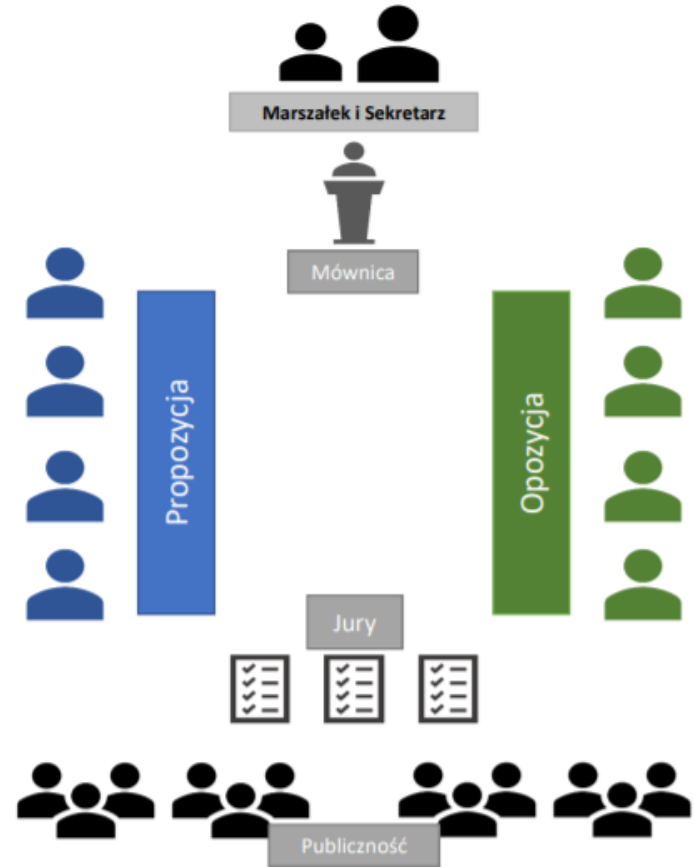 Marszałek i Sekretarz
Mównica
Propozycja
Opozycja
Jury
Publiczność